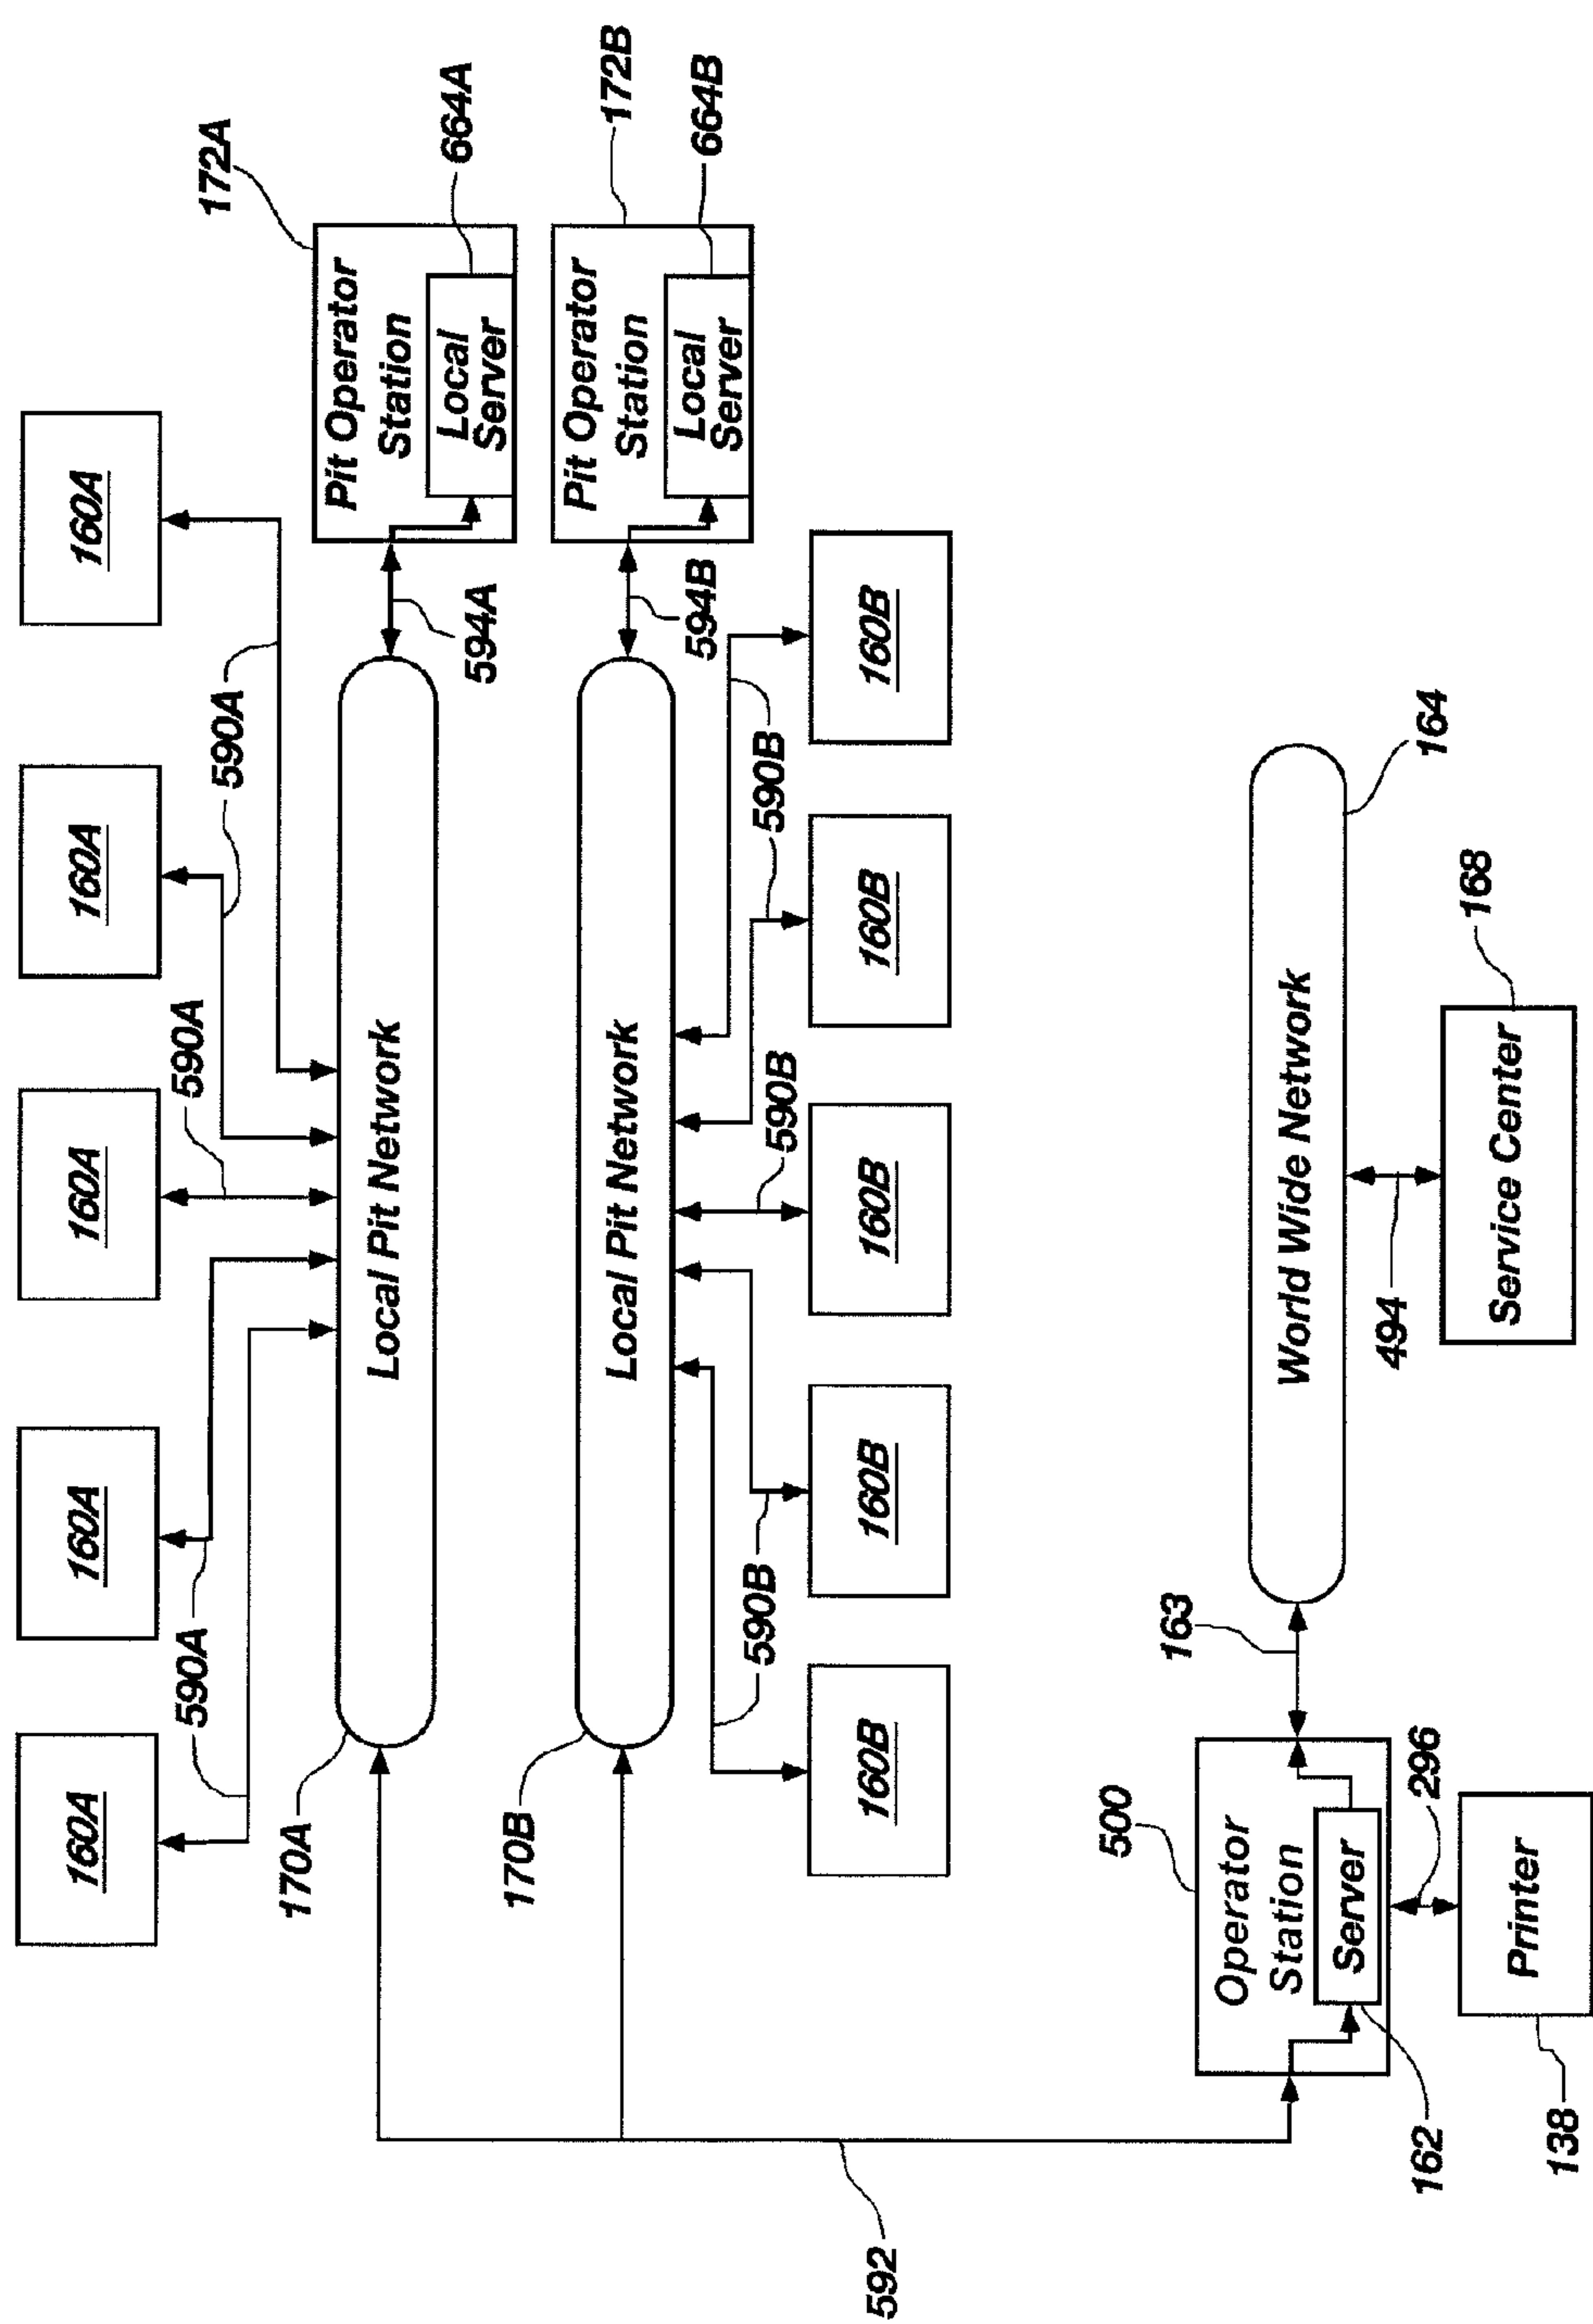 160A
160A
160A
160A
160A
590A
590A
590A
590A
172A
170A
Local Pit Network
594A
Pit Operator
Station
Local
Server
664A
170B
Local Pit Network
594B
Pit Operator
Station
Local
Server
172B
664B
590B
590B
590B
590B
160B
160B
160B
160B
160B
592
500
Operator
Station
Server
162
163
World Wide Network
164
296
494
Printer
138
Service Center
168